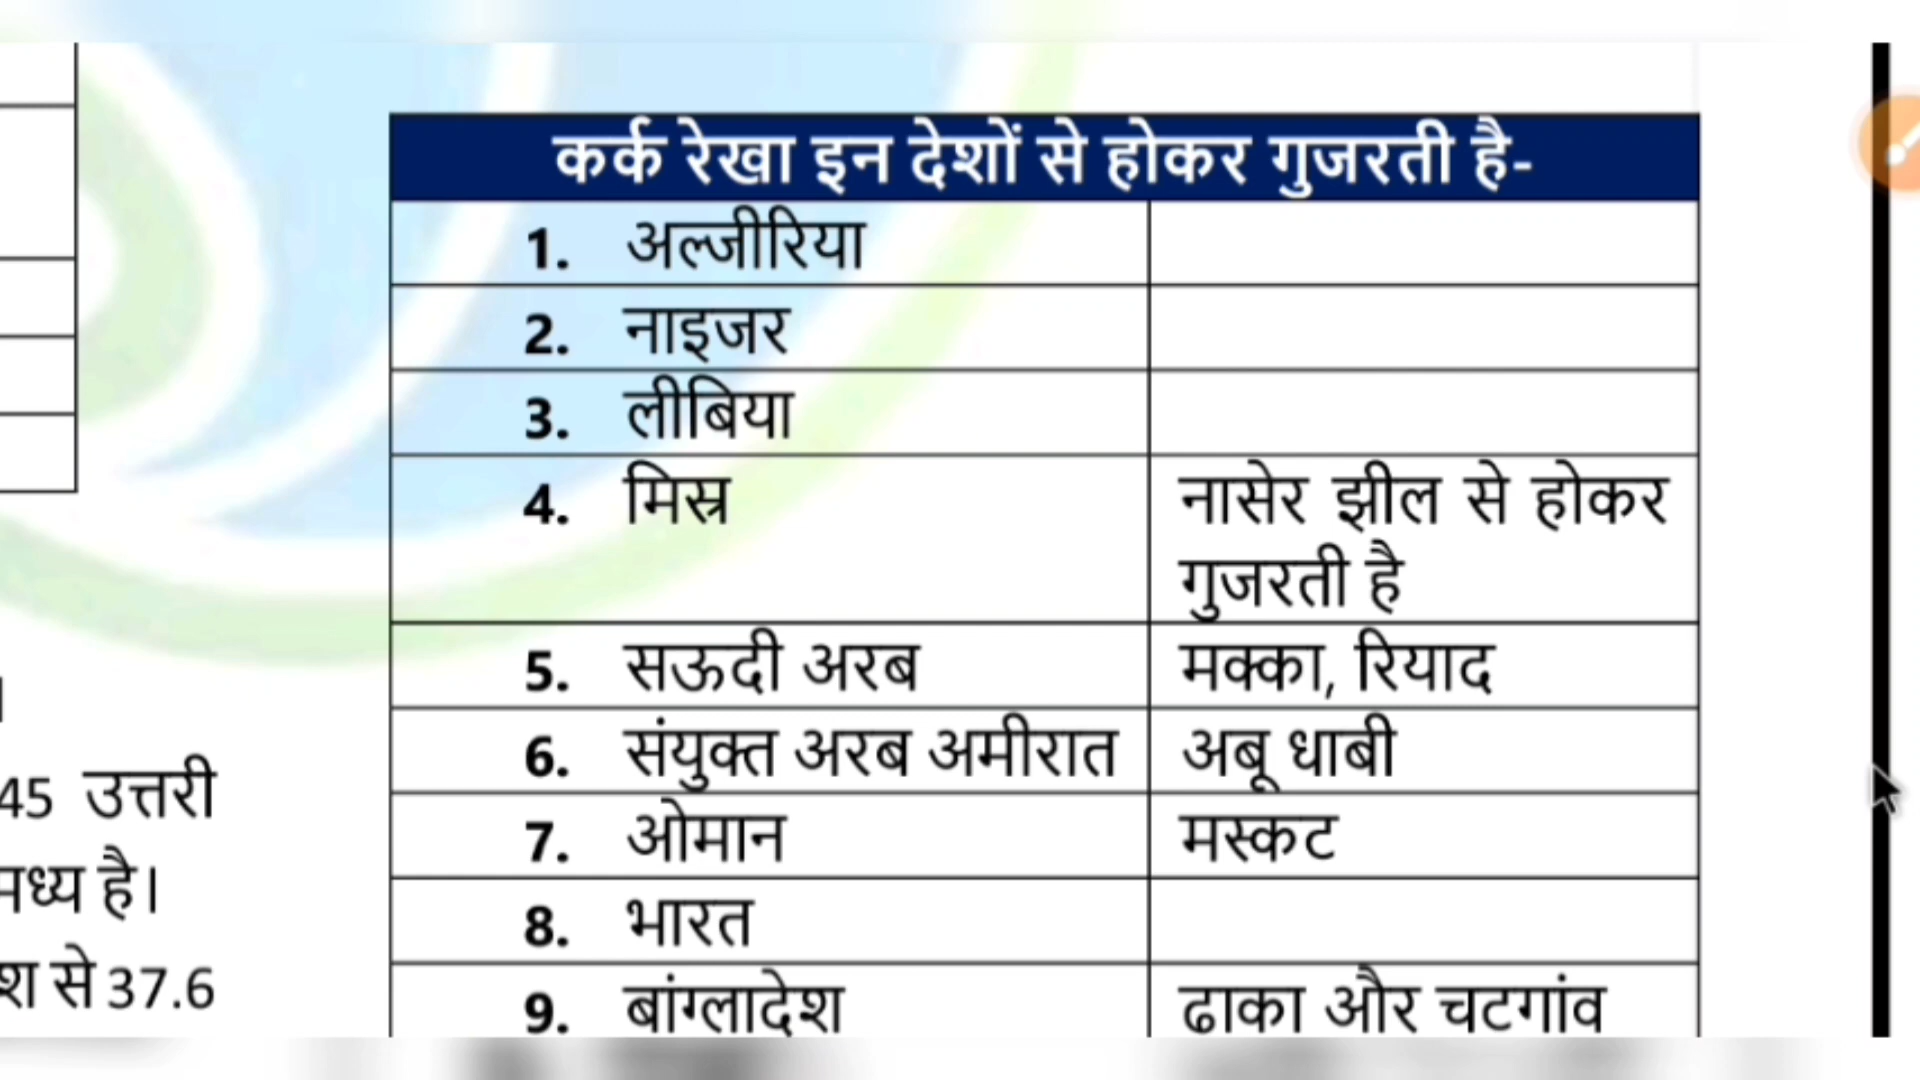 कर्क रेखा इन देशों से होकर गुजरती है-
1. अल्जीरिया
2. नाइजर
3. लीबिया
4. मिस्र नासेर झील से होकर
गुजरती है
5. सऊदी अरब मक्का, रियाद
6. संयुक्त अरब अमीरात अबू धाबी
7. ओमान मस्कट
8. भारत
9. बांग्लादेश ढाका और चटगांव
45 उत्तरी
है।
से 37.6